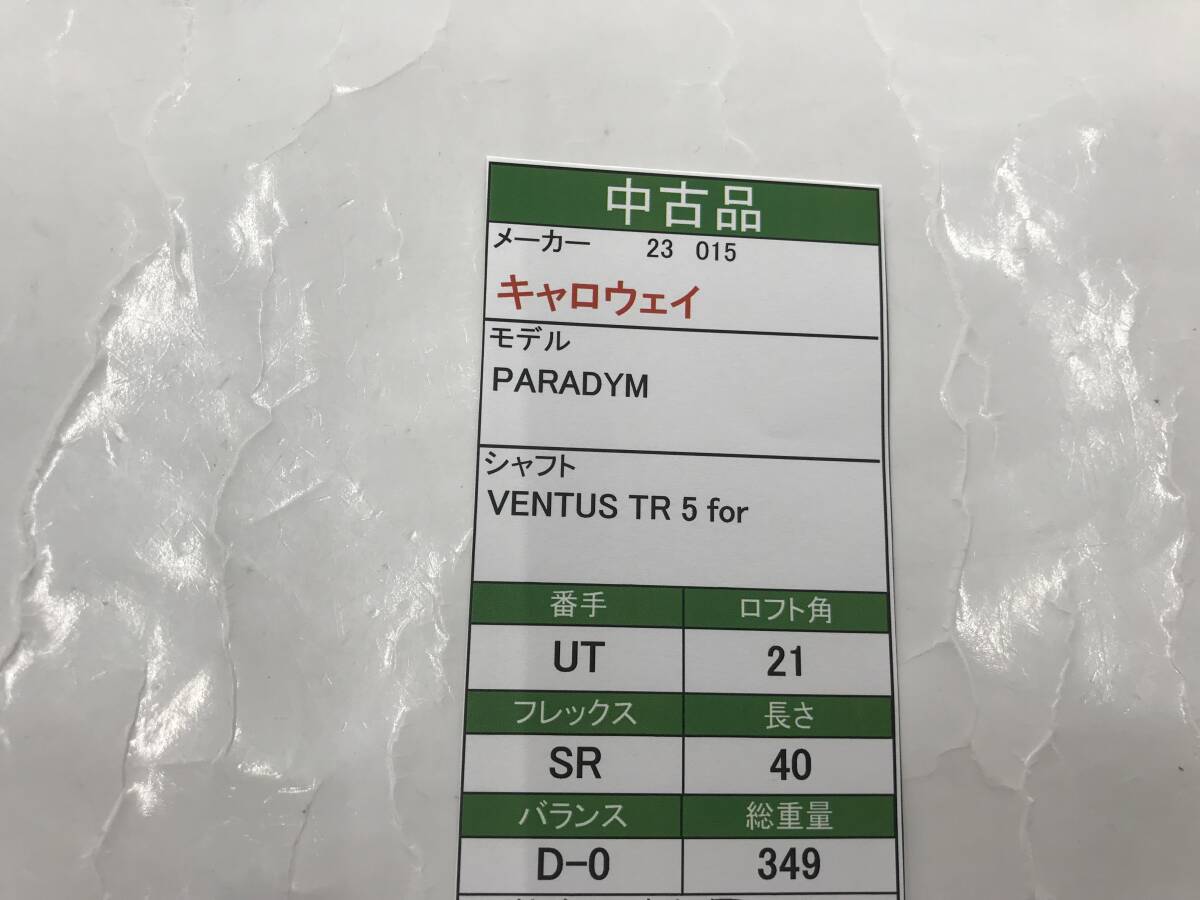 中古品
メーカー 23 015
キャロウェイ
モデル
PARADYM
シャフト
VENTUS TR 5 for
番手 ロフト角
UT 21
フレックス 長さ
SR 40
バランス 総重量
D-0 349